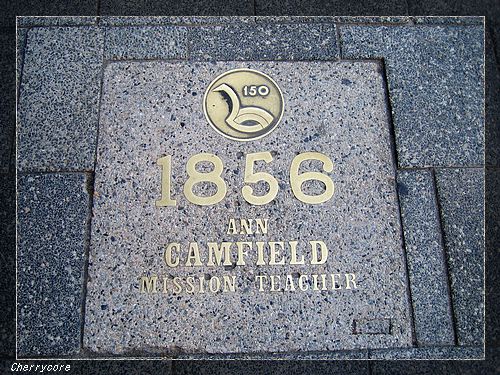 150
1856
ANN
CAMFIELD
MISSION TEACHER
Cherrycore